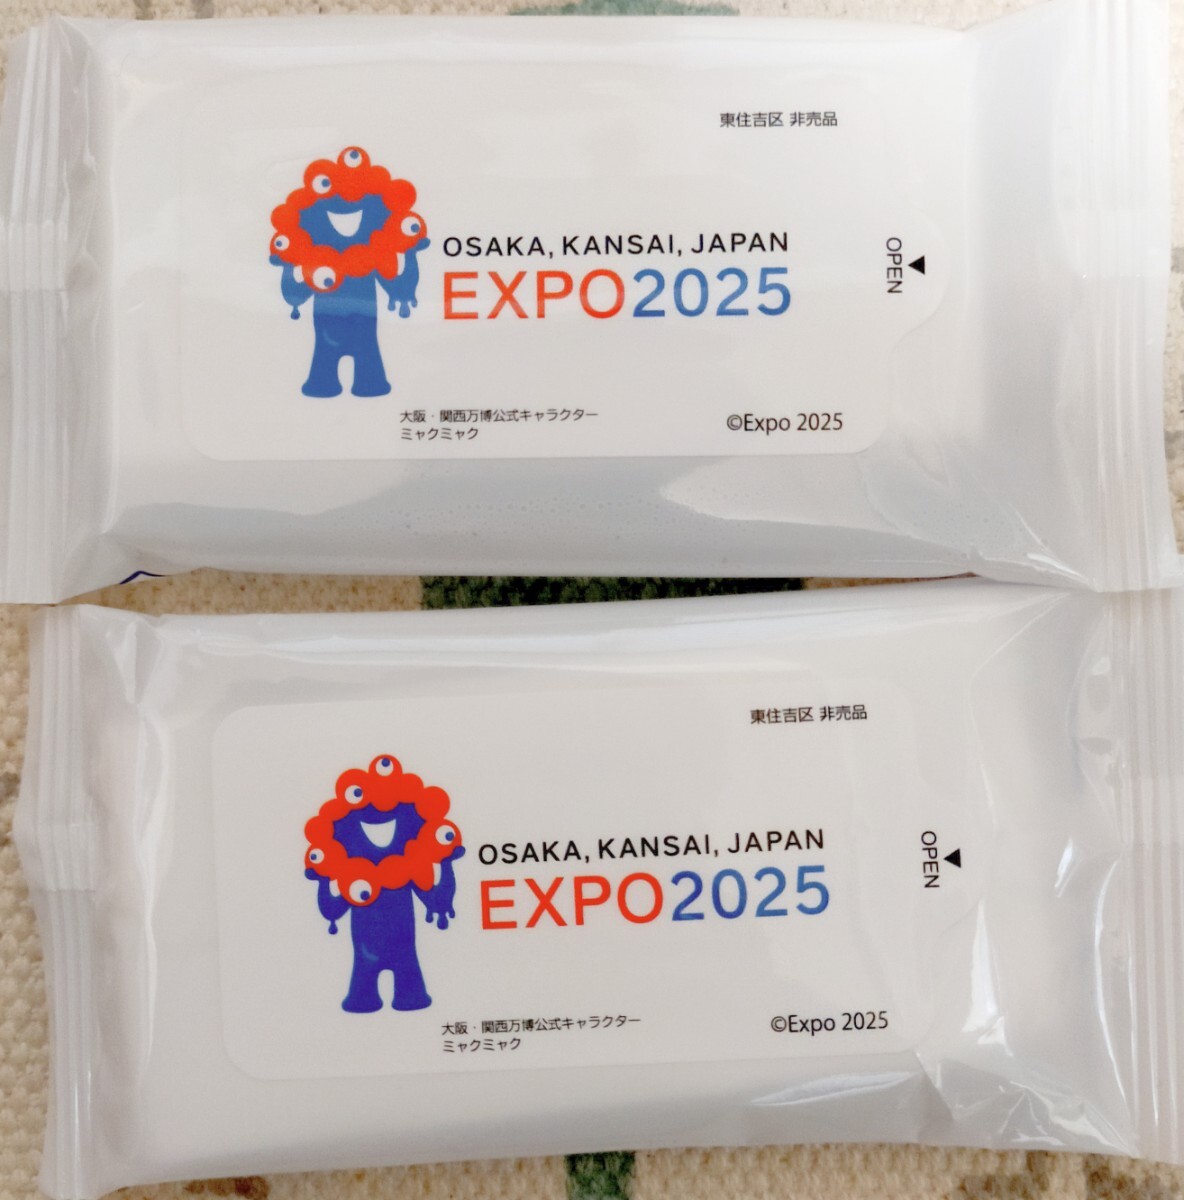 東住吉区 非売品
OSAKA, KANSAI, JAPAN
EXPO2025
OPEN
大阪・関西万博公式キャラクター
ミャクミャク
©Expo 2025
東住吉区 非売品
OSAKA, KANSAI, JAPAN
EXPO2025
OPEN
大阪・関西万博公式キャラクター
ミャクミャク
©Expo 2025